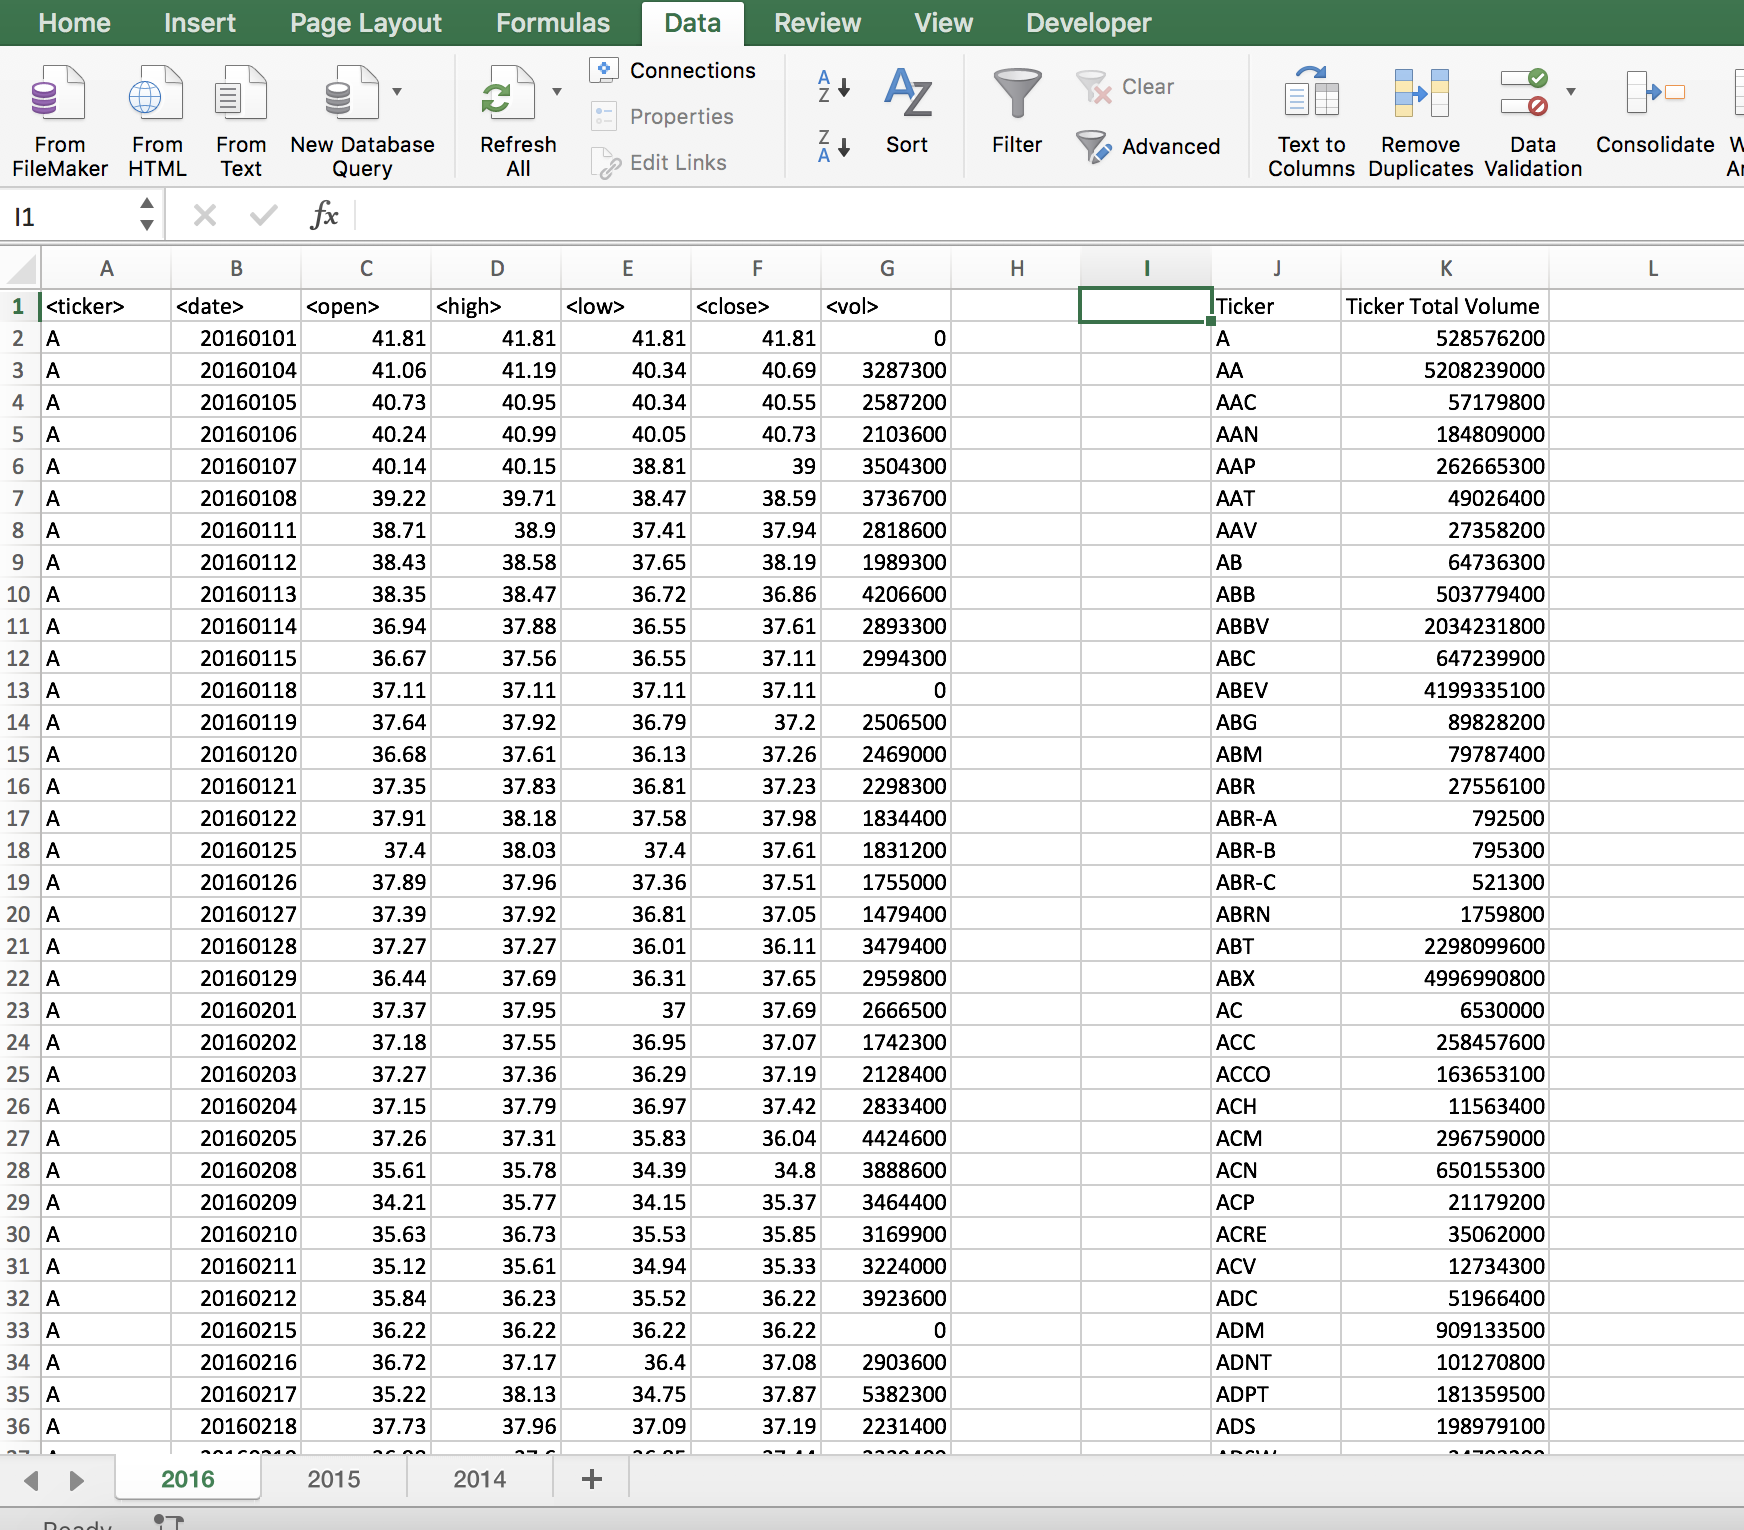 Home Insert Page Layout Formulas Data Review View Developer
From FileMaker From HTML From Text New Database Query Refresh All Connections Properties Edit Links A Z Z A Sort Filter Clear Advanced Text to Columns Remove Duplicates Data Validation Consolidate
I1 fx
A B C D E F G H I J K L
1 <ticker> <date> <open> <high> <low> <close> <vol> Ticker Ticker Total Volume
2 A 20160101 41.81 41.81 41.81 41.81 0 A 528576200
3 A 20160104 41.06 41.19 40.34 40.69 3287300 AA 5208239000
4 A 20160105 40.73 40.95 40.34 40.55 2587200 AAC 57179800
5 A 20160106 40.24 40.99 40.05 40.73 2103600 AAN 184809000
6 A 20160107 40.14 40.15 38.81 39 3504300 AAP 262665300
7 A 20160108 39.22 39.71 38.47 38.59 3736700 AAT 49026400
8 A 20160111 38.71 38.9 37.41 37.94 2818600 AAV 27358200
9 A 20160112 38.43 38.58 37.65 38.19 1989300 AB 64736300
10 A 20160113 38.35 38.47 36.72 36.86 4206600 ABB 503779400
11 A 20160114 36.94 37.88 36.55 37.61 2893300 ABBV 2034231800
12 A 20160115 36.67 37.56 36.55 37.11 2994300 ABC 647239900
13 A 20160118 37.11 37.11 37.11 37.11 0 ABEV 4199335100
14 A 20160119 37.64 37.92 36.79 37.2 2506500 ABG 89828200
15 A 20160120 36.68 37.61 36.13 37.26 2469000 ABM 79787400
16 A 20160121 37.35 37.83 36.81 37.23 2298300 ABR 27556100
17 A 20160122 37.91 38.18 37.58 37.98 1834400 ABR-A 792500
18 A 20160125 37.4 38.03 37.4 37.61 1831200 ABR-B 795300
19 A 20160126 37.89 37.96 37.36 37.51 1755000 ABR-C 521300
20 A 20160127 37.39 37.92 36.81 37.05 1479400 ABRN 1759800
21 A 20160128 37.27 37.27 36.01 36.11 3479400 ABT 2298099600
22 A 20160129 36.44 37.69 36.31 37.65 2959800 ABX 4996990800
23 A 20160201 37.37 37.95 37 37.69 2666500 AC 6530000
24 A 20160202 37.18 37.55 36.95 37.07 1742300 ACC 258457600
25 A 20160203 37.27 37.36 36.29 37.19 2128400 ACCO 163653100
26 A 20160204 37.15 37.79 36.97 37.42 2833400 ACH 11563400
27 A 20160205 37.26 37.31 35.83 36.04 4424600 ACM 296759000
28 A 20160208 35.61 35.78 34.39 34.8 3888600 ACN 650155300
29 A 20160209 34.21 35.77 34.15 35.37 3464400 ACP 21179200
30 A 20160210 35.63 36.73 35.53 35.85 3169900 ACRE 35062000
31 A 20160211 35.12 35.61 34.94 35.33 3224000 ACV 12734300
32 A 20160212 35.84 36.23 35.52 36.22 3923600 ADC 51966400
33 A 20160215 36.22 36.22 36.22 36.22 0 ADM 909133500
34 A 20160216 36.72 37.17 36.4 37.08 2903600 ADNT 101270800
35 A 20160217 35.22 38.13 34.75 37.87 5382300 ADPT 181359500
36 A 20160218 37.73 37.96 37.09 37.19 2231400 ADS 198979100
2016 2015 2014 +
Ready